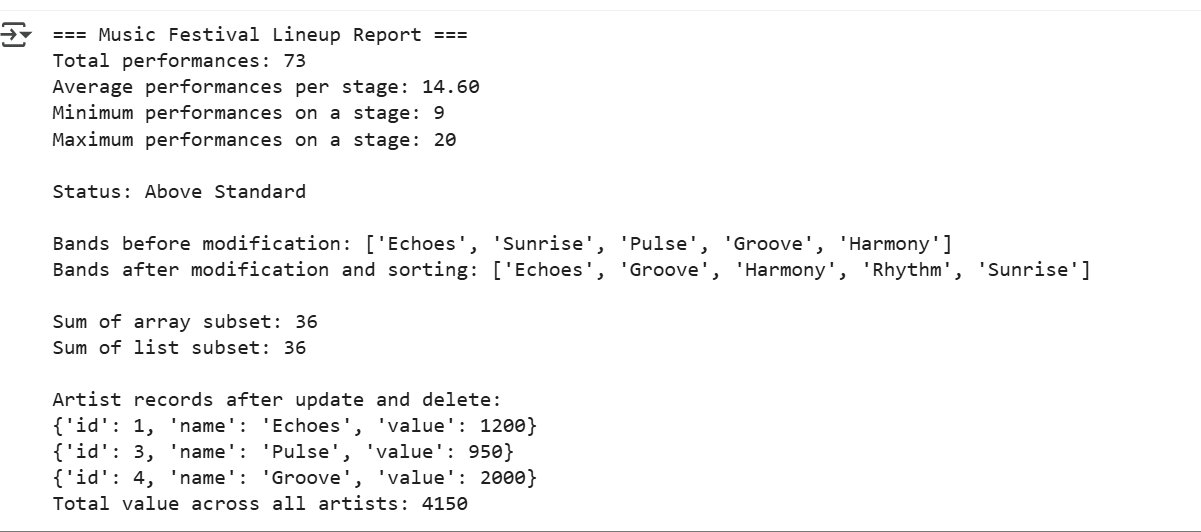 === Music Festival Lineup Report ===
Total performances: 73
Average performances per stage: 14.60
Minimum performances on a stage: 9
Maximum performances on a stage: 20
Status: Above Standard
Bands before modification: ['Echoes', 'Sunrise', 'Pulse', 'Groove', 'Harmony']
Bands after modification and sorting: ['Echoes', 'Groove', 'Harmony', 'Rhythm', 'Sunrise']
Sum of array subset: 36
Sum of list subset: 36
Artist records after update and delete:
{'id': 1, 'name': 'Echoes', 'value': 1200}
{'id': 3, 'name': 'Pulse', 'value': 950}
{'id': 4, 'name': 'Groove', 'value': 2000}
Total value across all artists: 4150